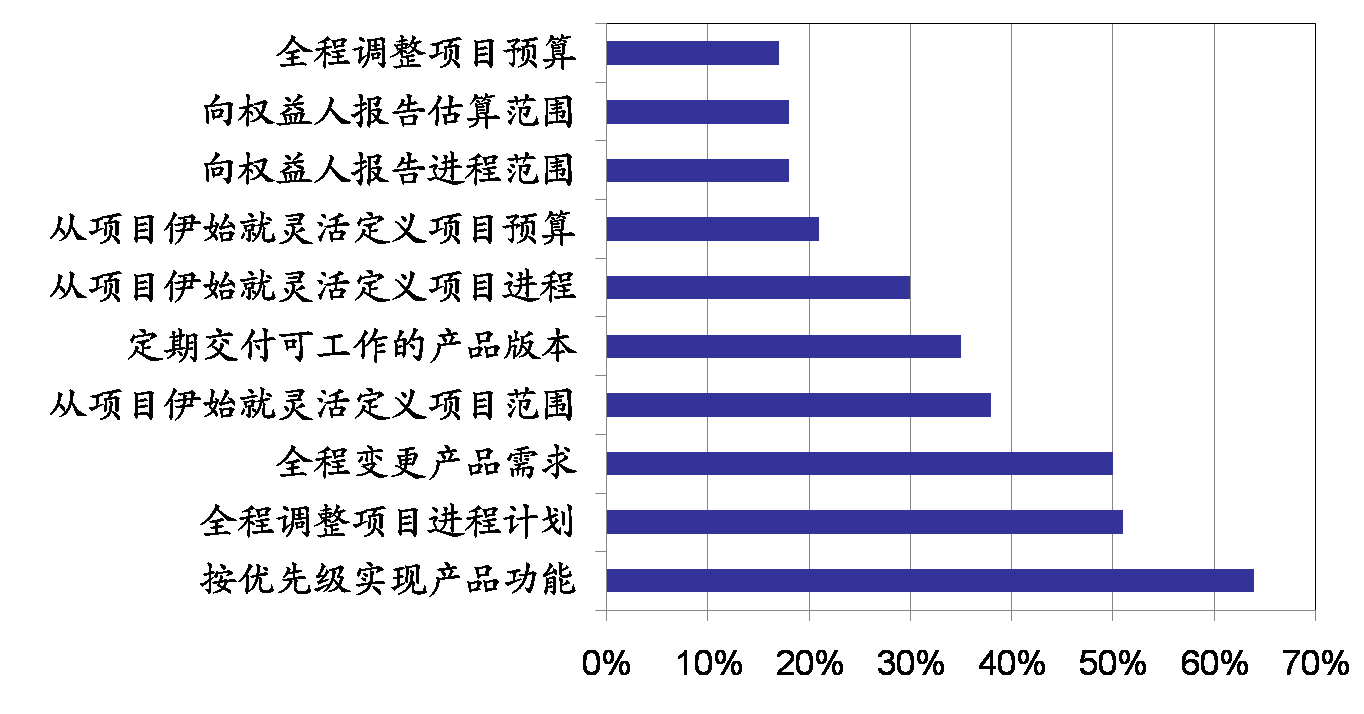 全程调整项目预算
向权益人报告估算范围
向权益人报告进程范围
从项目伊始就灵活定义项目预算
从项目伊始就灵活定义项目进程
定期交付可工作的产品版本
从项目伊始就灵活定义项目范围
全程变更产品需求
全程调整项目进程计划
按优先级实现产品功能
0% 10% 20% 30% 40% 50% 60% 70%